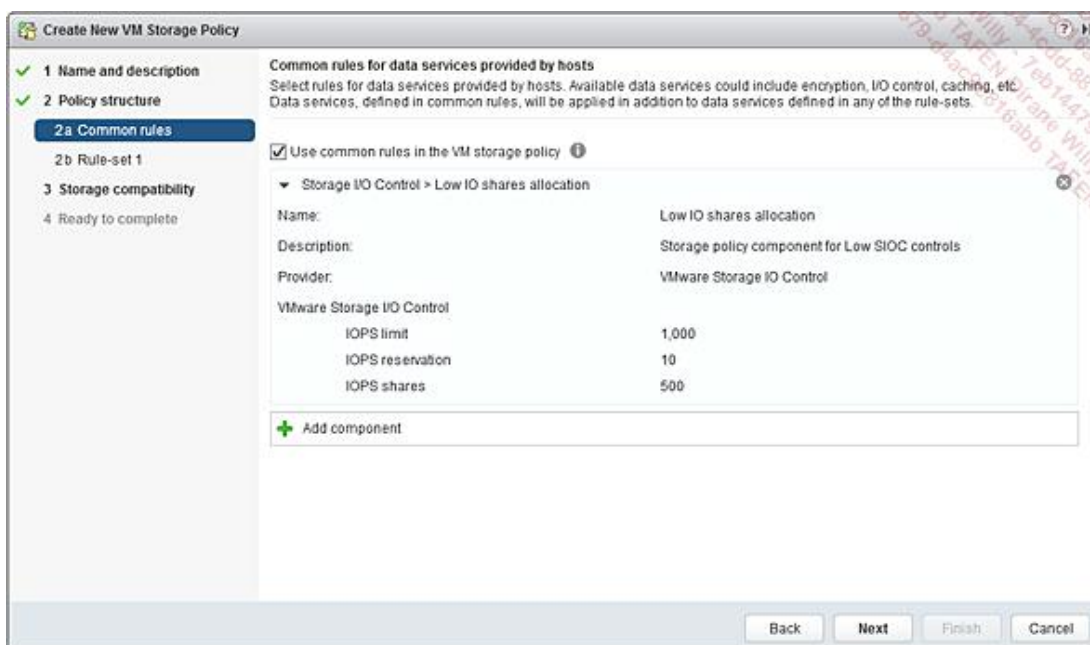 Create New VM Storage Policy
1 Name and description
2 Policy structure
2a Common rules
2b Rule-set 1
3 Storage compatibility
4 Ready to complete
Common rules for data services provided by hosts
Select rules for data services provided by hosts. Available data services could include encryption, I/O control, caching, etc.
Data services, defined in common rules, will be applied in addition to data services defined in any of the rule-sets.
Use common rules in the VM storage policy
Storage I/O Control > Low IO shares allocation
Name: Low IO shares allocation
Description: Storage policy component for Low SIOC controls
Provider: VMware Storage IO Control
VMware Storage I/O Control
IOPS limit 1,000
IOPS reservation 10
IOPS shares 500
Add component
Back Next Finish Cancel